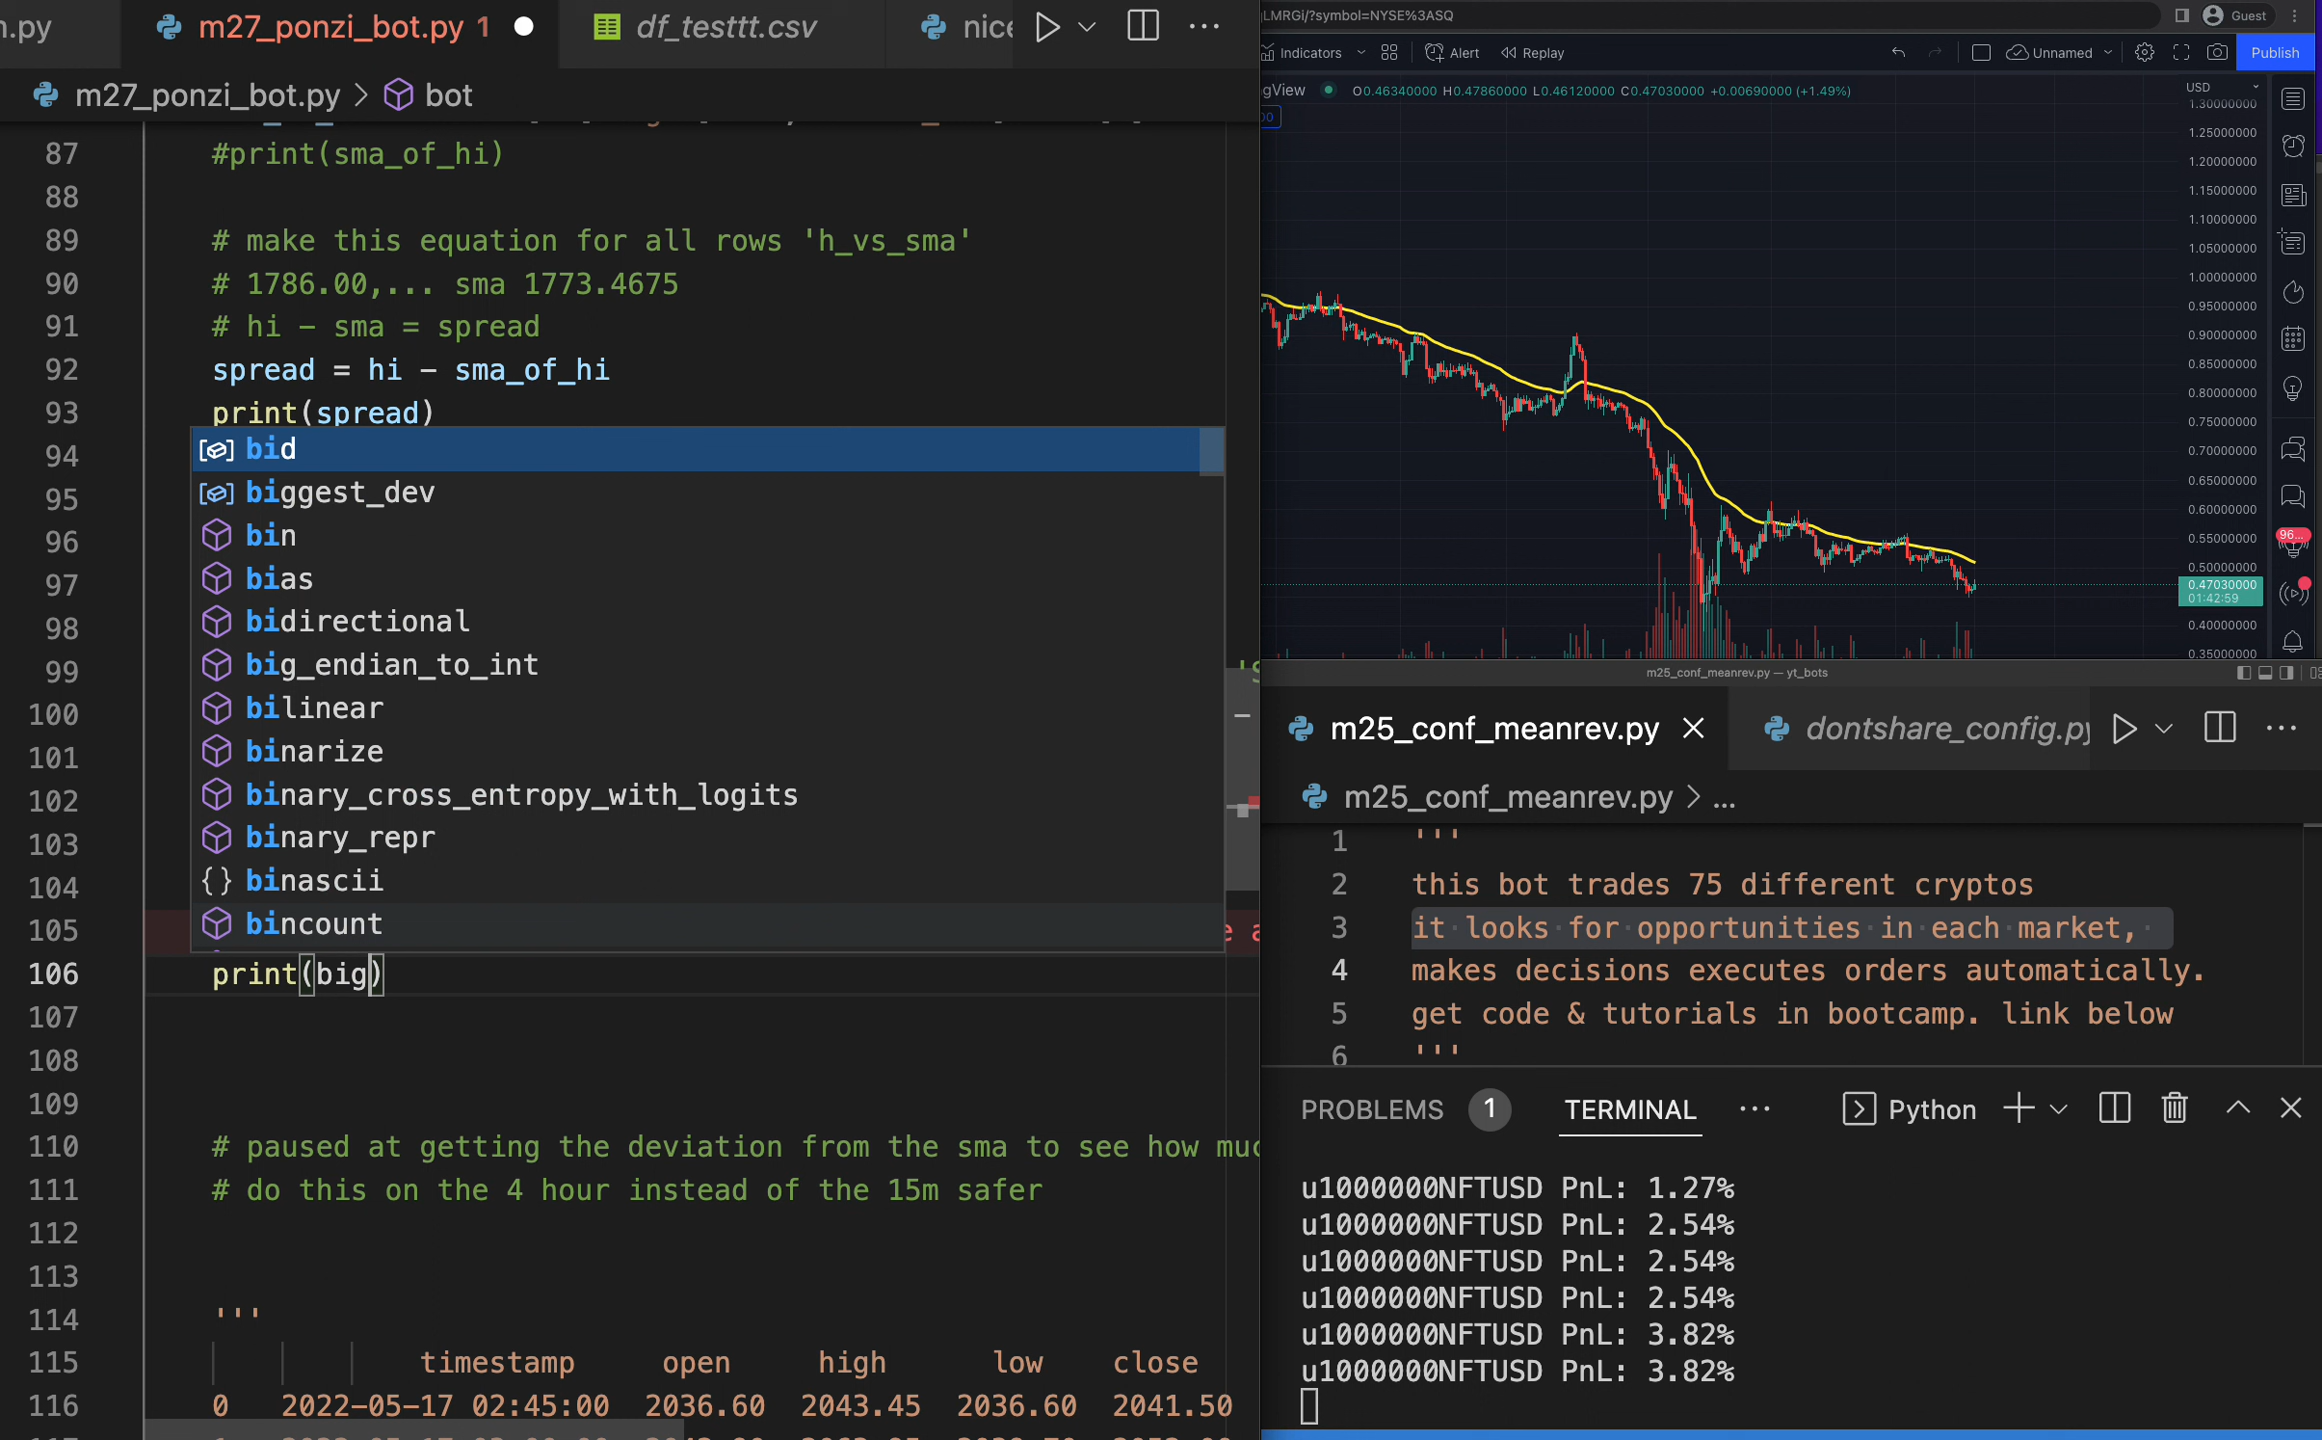 n.py
m27_ponzi_bot.py 1
df_testtt.csv
m27_ponzi_bot.py > bot
87 #print(sma_of_hi)
88
89 # make this equation for all rows 'h_vs_sma'
90 # 1786.00,... sma 1773.4675
91 # hi - sma = spread
92 spread = hi - sma_of_hi
93 print(spread)
94 bid
95 biggest_dev
96 bin
97 bias
98 bidirectional
99 big_endian_to_int
100 bilinear
101 binarize
102 binary_cross_entropy_with_logits
103 binary_repr
104 {} binascii
105 bincount
106 print(big)
107
108
109
110 # paused at getting the deviation from the sma to see how muc
111 # do this on the 4 hour instead of the 15m safer
112
113
114 '''
115 timestamp open high low close
116 0 2022-05-17 02:45:00 2036.60 2043.45 2036.60 2041.50
LMRGi/?symbol=NYSE%3ASQ
Guest
Indicators
Alert
Replay
Unnamed
Publish
gView
O0.46340000 H0.47860000 L0.46120000 C0.47030000 +0.00690000 (+1.49%)
USD
1.30000000
1.25000000
1.20000000
1.15000000
1.10000000
1.05000000
1.00000000
0.95000000
0.90000000
0.85000000
0.80000000
0.75000000
0.70000000
0.65000000
0.60000000
0.55000000
0.50000000
0.47030000
01:42:59
0.40000000
0.35000000
96...
m25_conf_meanrev.py — yt_bots
m25_conf_meanrev.py
dontshare_config.py
m25_conf_meanrev.py > ...
1 '''
2 this bot trades 75 different cryptos
3 it looks for opportunities in each market,
4 makes decisions executes orders automatically.
5 get code & tutorials in bootcamp. link below
6 '''
PROBLEMS 1
TERMINAL
Python
u1000000NFTUSD PnL: 1.27%
u1000000NFTUSD PnL: 2.54%
u1000000NFTUSD PnL: 2.54%
u1000000NFTUSD PnL: 2.54%
u1000000NFTUSD PnL: 3.82%
u1000000NFTUSD PnL: 3.82%